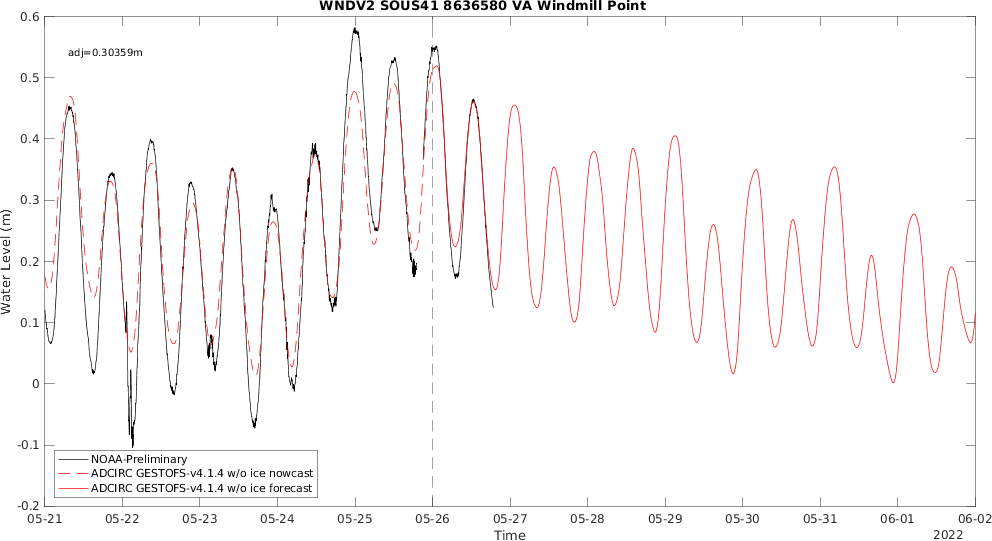 WNDV2 SOUS41 8636580 VA Windmill Point
adj=0.30359m
0.6
0.5
0.4
0.3
0.2
0.1
0
-0.1
-0.2
Water Level (m)
NOAA-Preliminary
ADCIRC GESTOFS-v4.1.4 w/o ice nowcast
ADCIRC GESTOFS-v4.1.4 w/o ice forecast
05-21 05-22 05-23 05-24 05-25 05-26 05-27 05-28 05-29 05-30 05-31 06-01 06-02
Time
2022